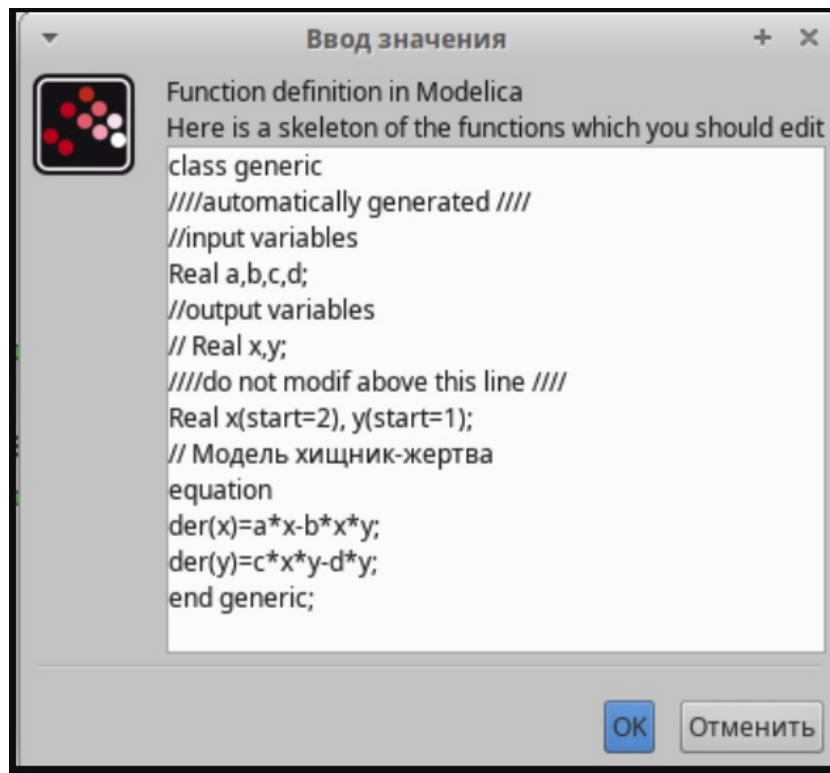 Ввод значения
Function definition in Modelica
Here is a skeleton of the functions which you should edit
class generic
////automatically generated ////
//input variables
Real a,b,c,d;
//output variables
// Real x,y;
////do not modif above this line ////
Real x(start=2), y(start=1);
// Модель хищник-жертва
equation
der(x)=a*x-b*x*y;
der(y)=c*x*y-d*y;
end generic;
OK Отменить